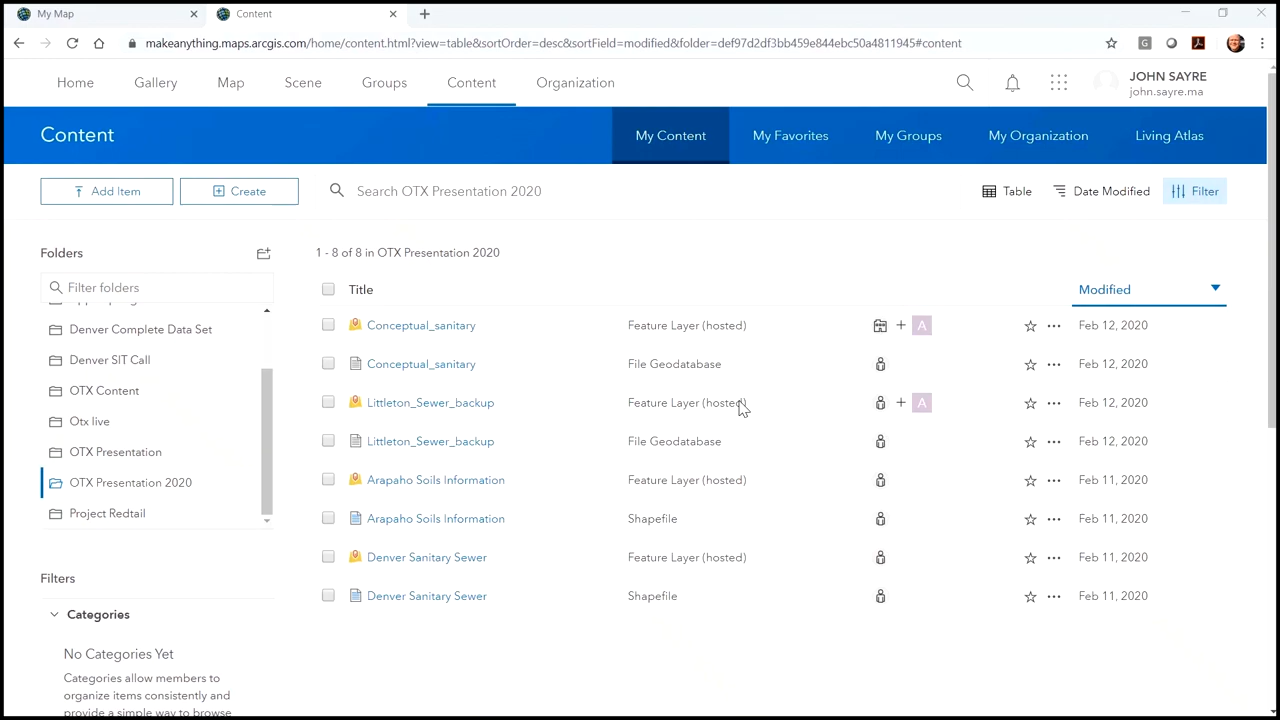 My Map
Content
makeanything.maps.arcgis.com/home/content.html?view=table&sortOrder=desc&sortField=modified&folder=def97d2df3bb459e844ebc50a4811945#content
Home Gallery Map Scene Groups Content Organization
JOHN SAYRE
john.sayre.ma
Content
My Content My Favorites My Groups My Organization Living Atlas
Add Item Create Search OTX Presentation 2020 Table Date Modified Filter
Folders
1 - 8 of 8 in OTX Presentation 2020
Filter folders
Title Modified
Denver Complete Data Set
Denver SIT Call
OTX Content
Otx live
OTX Presentation
OTX Presentation 2020
Project Redtail
Conceptual_sanitary Feature Layer (hosted) A Feb 12, 2020
Conceptual_sanitary File Geodatabase Feb 12, 2020
Littleton_Sewer_backup Feature Layer (hosted) A Feb 12, 2020
Littleton_Sewer_backup File Geodatabase Feb 12, 2020
Arapaho Soils Information Feature Layer (hosted) Feb 11, 2020
Arapaho Soils Information Shapefile Feb 11, 2020
Denver Sanitary Sewer Feature Layer (hosted) Feb 11, 2020
Denver Sanitary Sewer Shapefile Feb 11, 2020
Filters
Categories
No Categories Yet
Categories allow members to
organize items consistently and
provide a simple way to browse